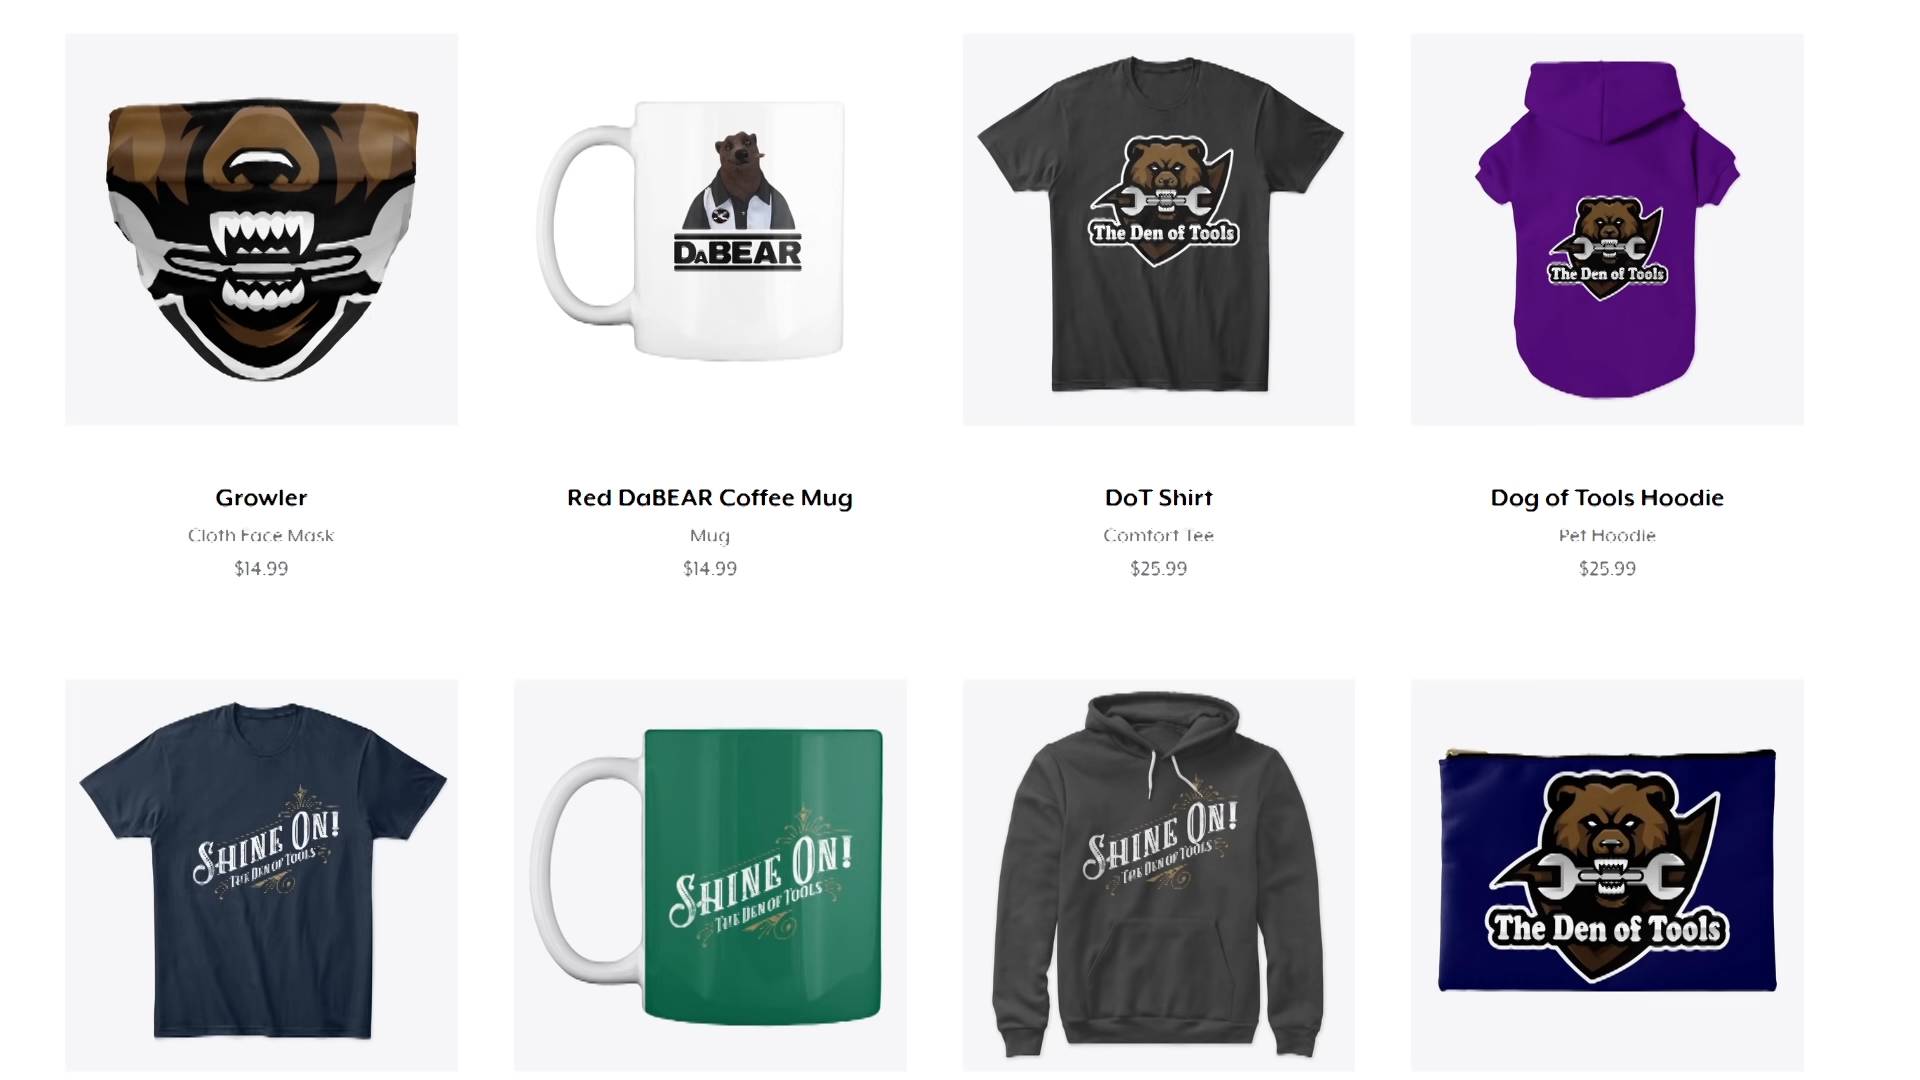 DaBEAR
The Den of Tools
The Den of Tools
Growler
Cloth Face Mask
$14.99
Red DaBEAR Coffee Mug
Mug
$14.99
DoT Shirt
Comfort Tee
$25.99
Dog of Tools Hoodie
Pet Hoodie
$25.99
SHINE ON!
THE DEN OF TOOLS
SHINE ON!
THE DEN OF TOOLS
SHINE ON!
THE DEN OF TOOLS
The Den of Tools